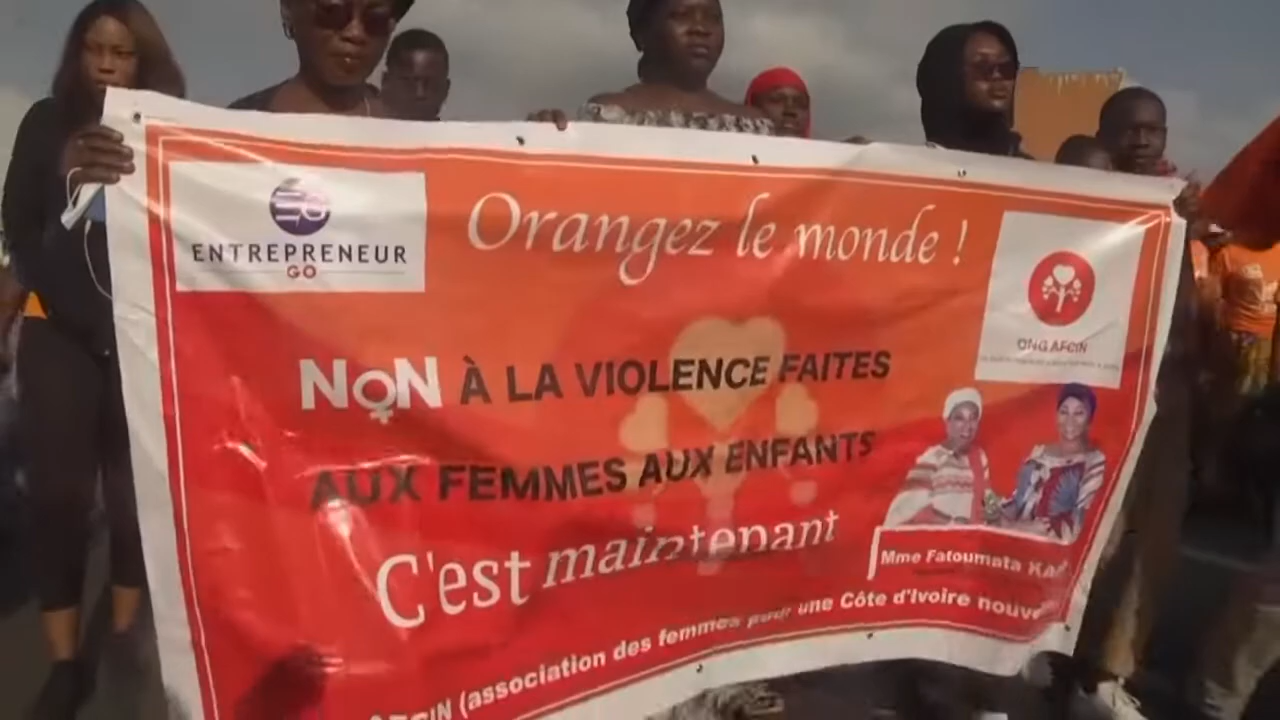 Orangez le monde !
ENTREPRENEUR
GO
ONG AFCIN
NON À LA VIOLENCE FAITES
AUX FEMMES AUX ENFANTS
C'est maintenant
Mme Fatoumata
AFCIN (association des femmes pour une Côte d'Ivoire